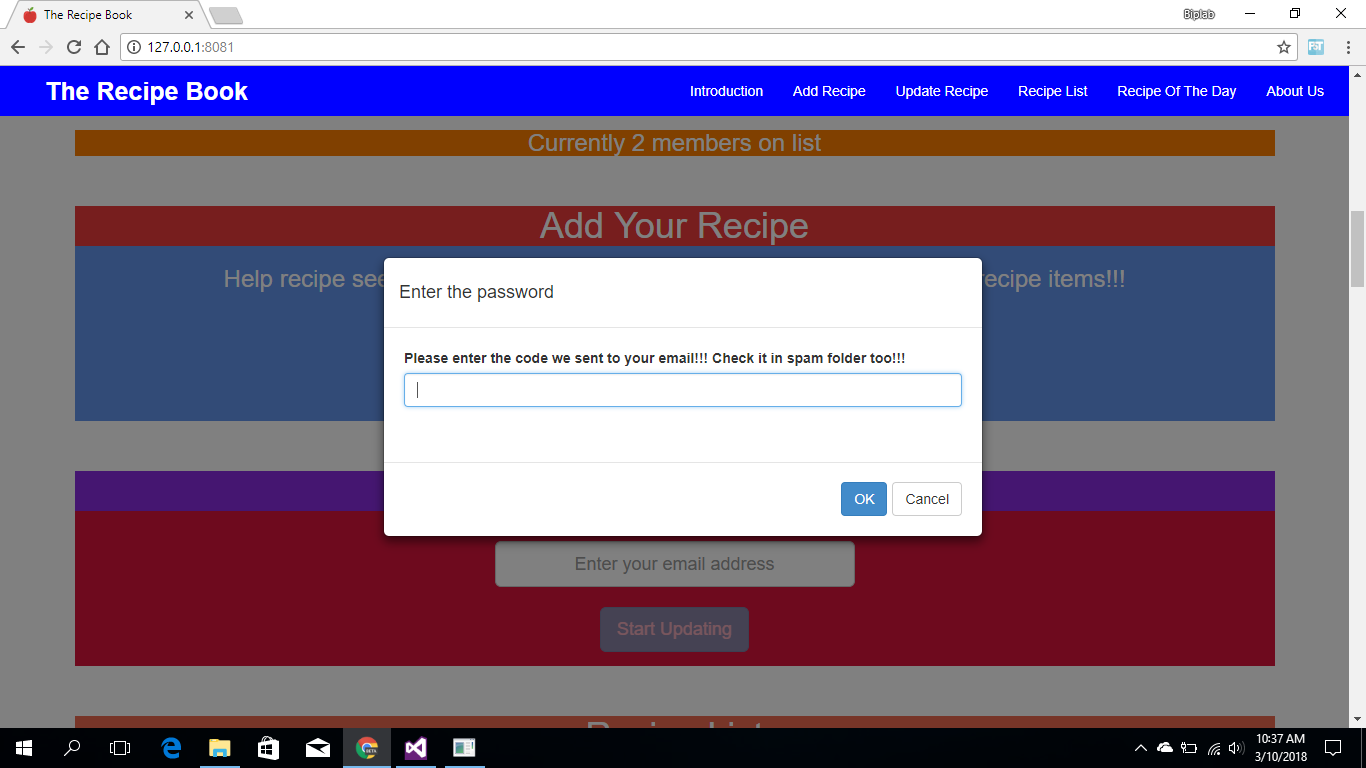 The Recipe Book
Biplab
127.0.0.1:8081
The Recipe Book
Introduction
Add Recipe
Update Recipe
Recipe List
Recipe Of The Day
About Us
Currently 2 members on list
Add Your Recipe
Help recipe see
ecipe items!!!
Enter the password
Please enter the code we sent to your email!!! Check it in spam folder too!!!
OK
Cancel
Enter your email address
Start Updating
10:37 AM
3/10/2018